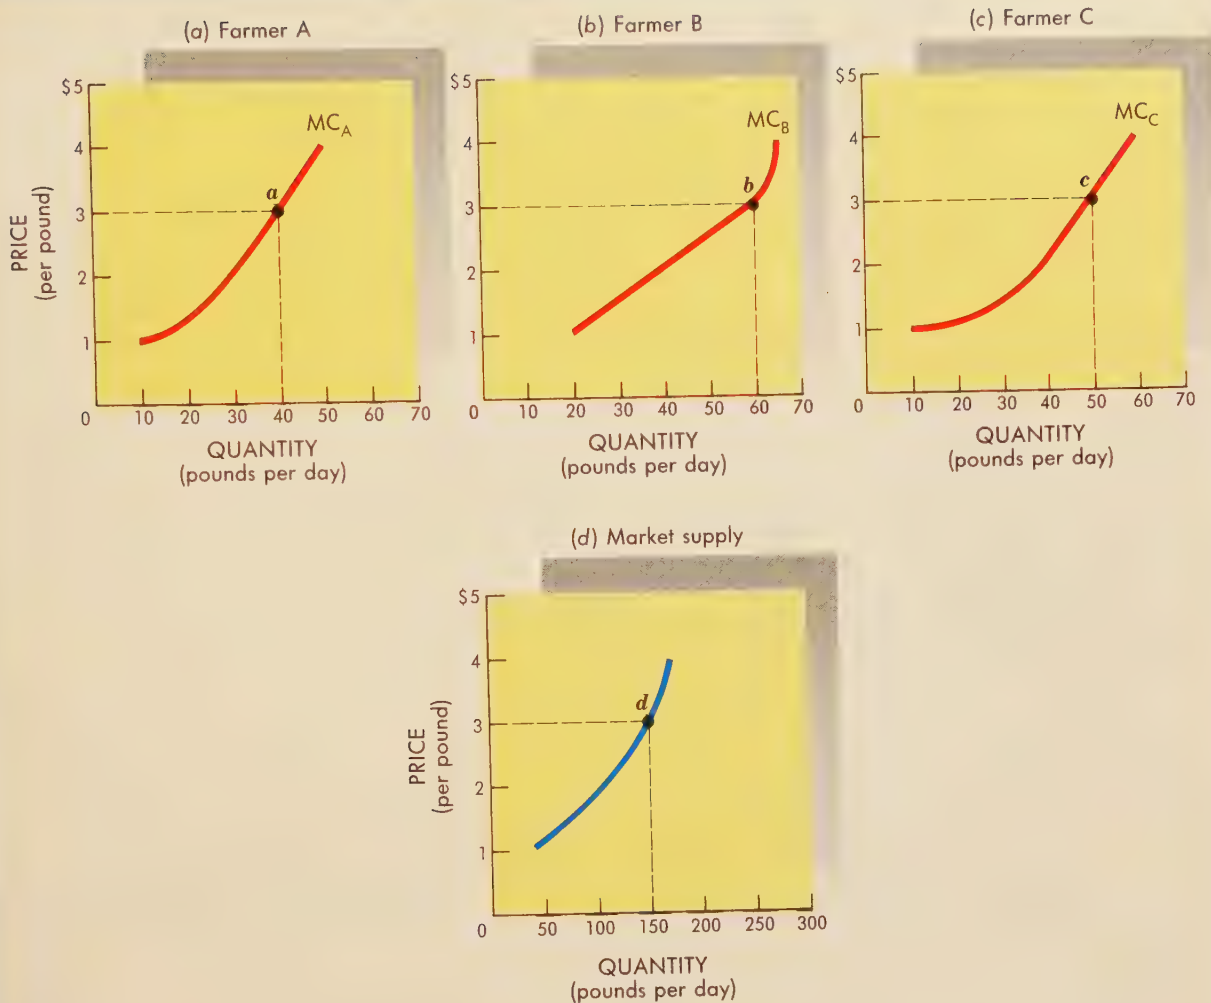 (a) Farmer A
$5
4
3
2
1
0
10
20
30
40
50
60
70
MC_A
a
PRICE
(per pound)
QUANTITY
(pounds per day)
(b) Farmer B
$5
4
3
2
1
0
10
20
30
40
50
60
70
MC_B
b
QUANTITY
(pounds per day)
(c) Farmer C
$5
4
3
2
1
0
10
20
30
40
50
60
70
MC_C
c
QUANTITY
(pounds per day)
(d) Market supply
$5
4
3
2
1
0
50
100
150
200
250
300
d
PRICE
(per pound)
QUANTITY
(pounds per day)